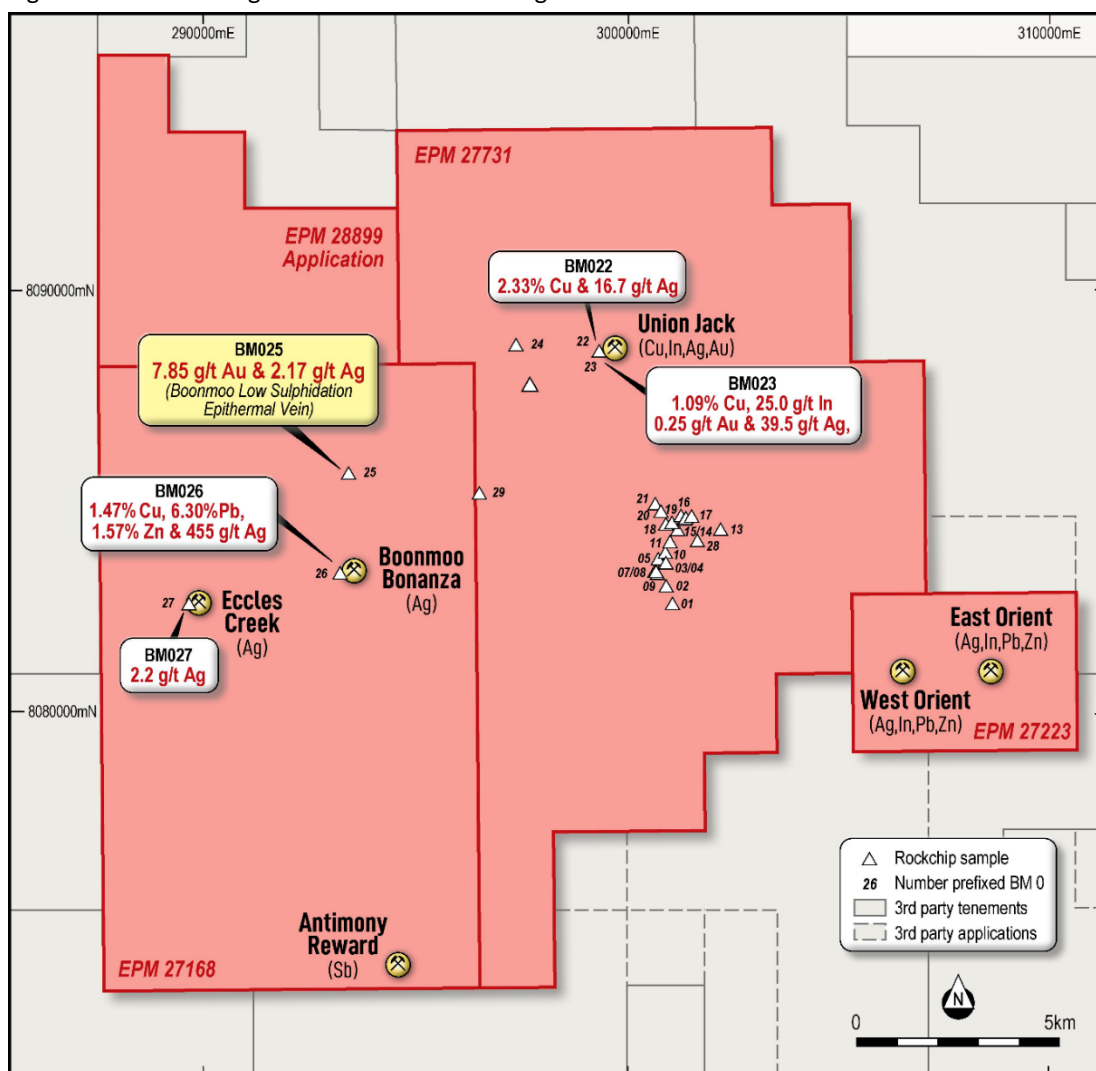 290000mE
300000mE
310000mE
EPM 27731
EPM 28899
Application
BM022
2.33% Cu & 16.7 g/t Ag
8090000mN
Union Jack
(Cu,In,Ag,Au)
24
22
23
BM025
7.85 g/t Au & 2.17 g/t Ag
(Boonmoo Low Sulphidation
Epithermal Vein)
BM023
1.09% Cu, 25.0 g/t In
0.25 g/t Au & 39.5 g/t Ag,
25
29
BM026
1.47% Cu, 6.30%Pb,
1.57% Zn & 455 g/t Ag
21
16
20
19
17
18
15/14
13
11
28
10
05
03/04
07/08
09
02
01
26
Boonmoo
Bonanza
(Ag)
27
Eccles
Creek
(Ag)
BM027
2.2 g/t Ag
East Orient
(Ag,In,Pb,Zn)
West Orient
(Ag,In,Pb,Zn)
EPM 27223
8080000mN
Rockchip sample
26 Number prefixed BM 0
3rd party tenements
3rd party applications
Antimony
Reward
(Sb)
EPM 27168
N
0 5km